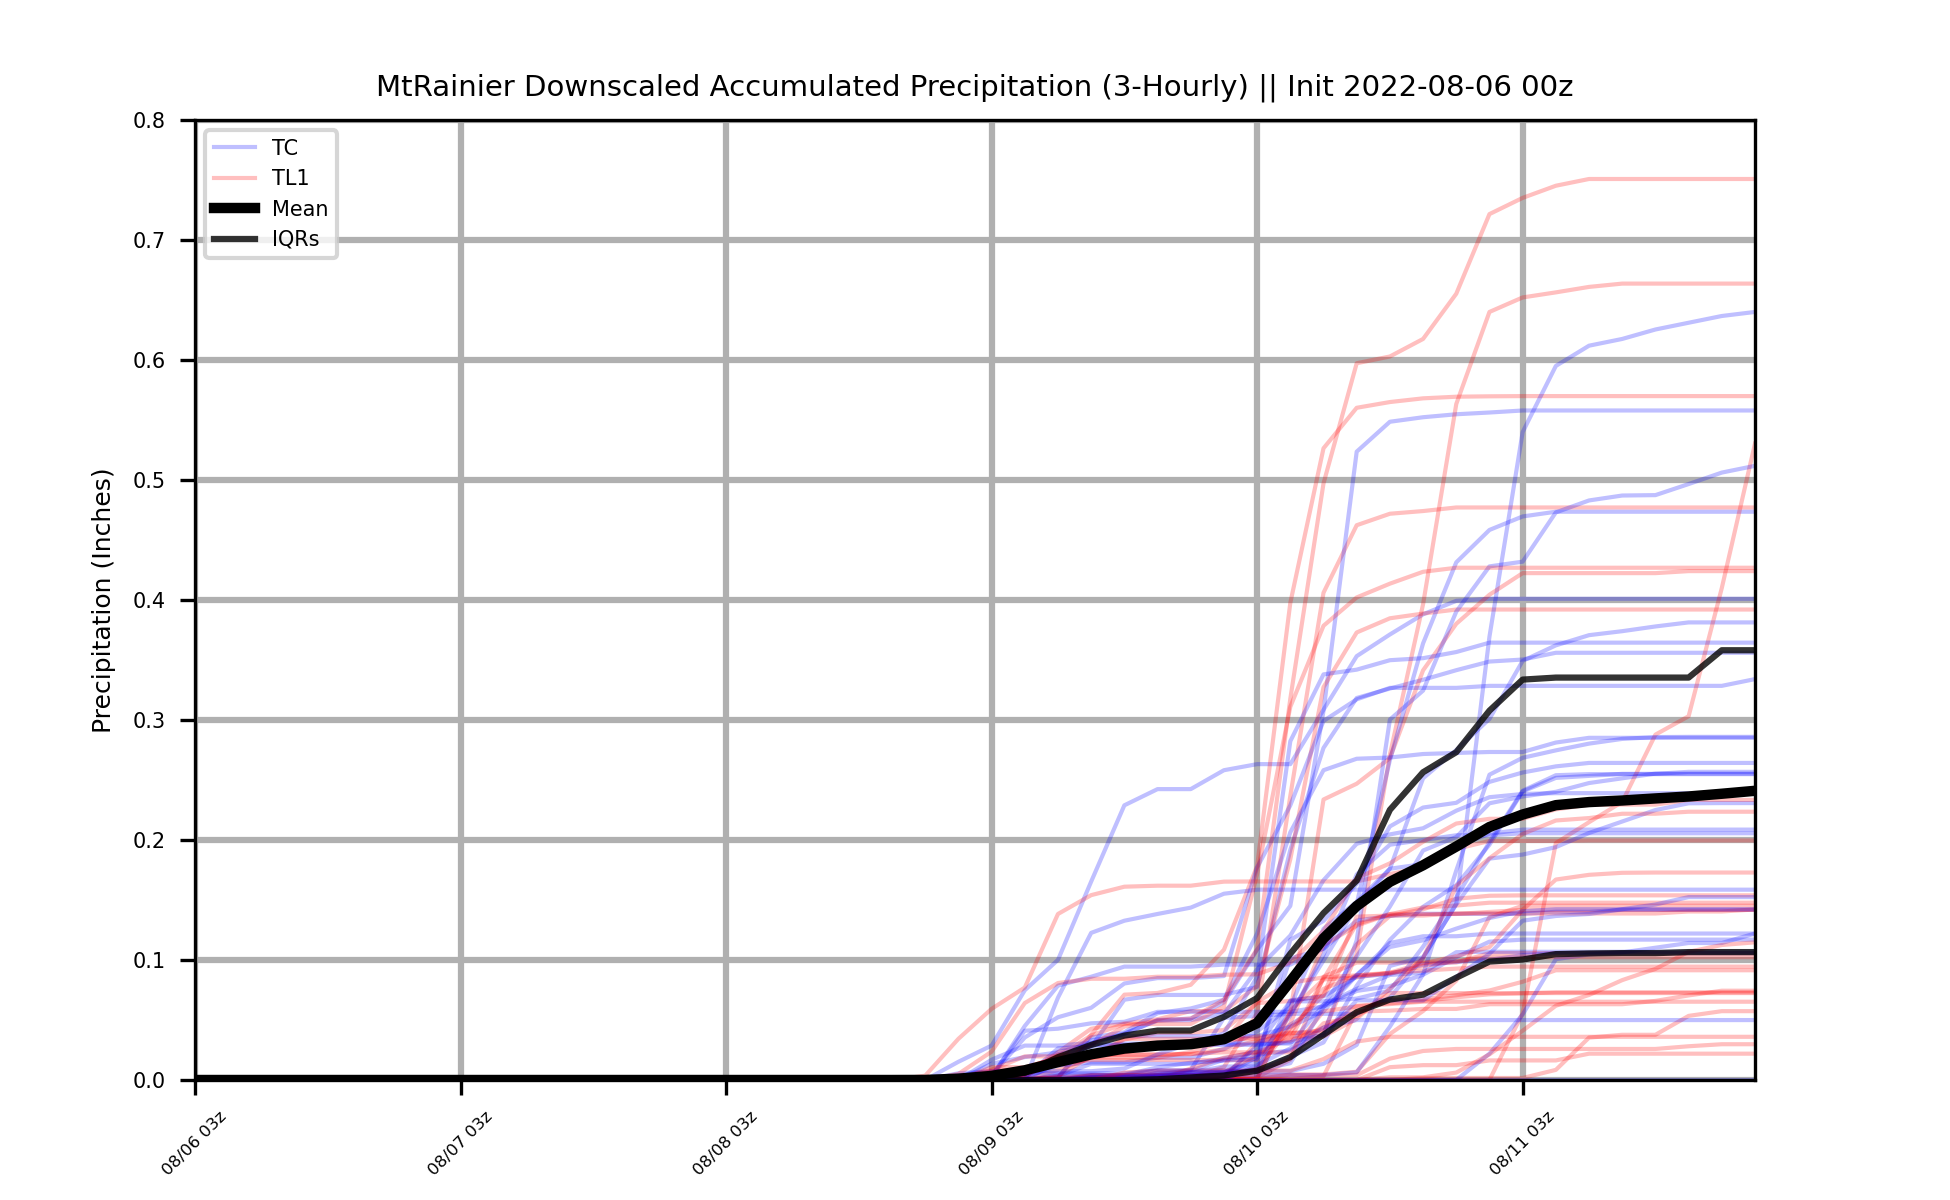 MtRainier Downscaled Accumulated Precipitation (3-Hourly) || Init 2022-08-06 00z
Precipitation (Inches)
0.8
0.7
0.6
0.5
0.4
0.3
0.2
0.1
0.0
TC
TL1
Mean
IQRs
08/06 03z
08/07 03z
08/08 03z
08/09 03z
08/10 03z
08/11 03z